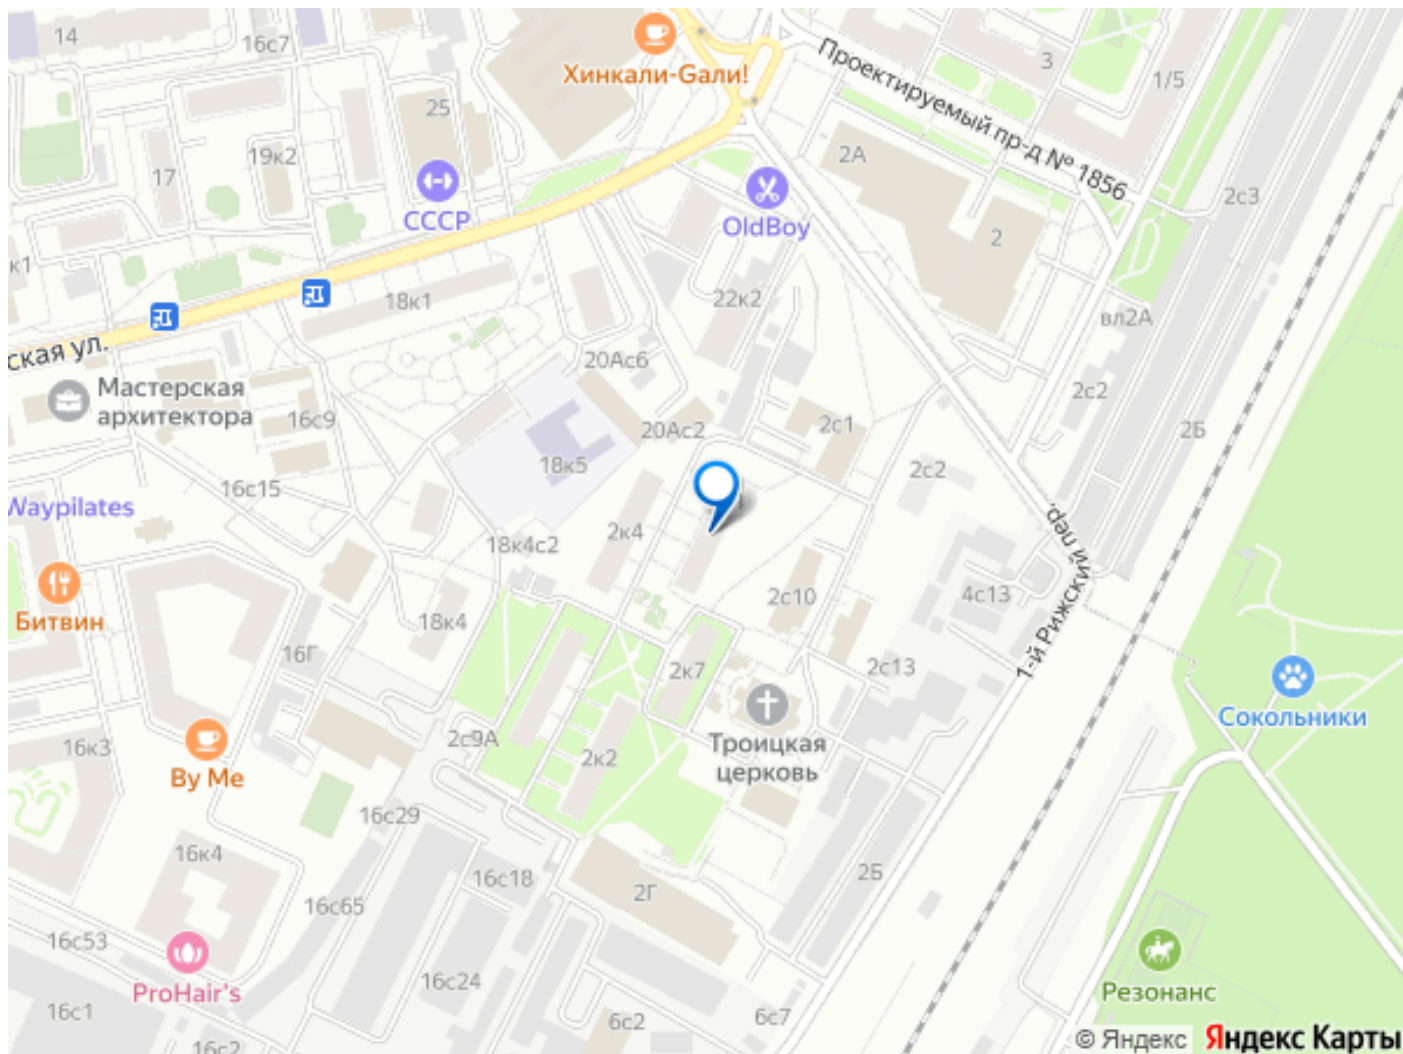 14
16с7
Хинкали-Gали!
Проектируемый пр-д № 1856
3
1/5
25
19к2
17
СССР
2А
OldBoy
2с3
2
к1
18к1
22к2
вл2А
ская ул.
Мастерская
архитектора
16с9
20Ас6
2с2
20Ас2
2с1
2Б
18к5
2с2
16с15
Waypilates
2к4
18к4с2
1-й Рижский пер.
Битвин
18к4
2с10
4с13
16Г
2к7
2с13
Сокольники
16к3
2с9А
2к2
Троицкая
церковь
By Me
16с29
16к4
16с18
2Г
2Б
16с65
16с53
16с24
ProHair's
Резонанс
16с1
6с2
6с7
16с2
© Яндекс
Яндекс Карты